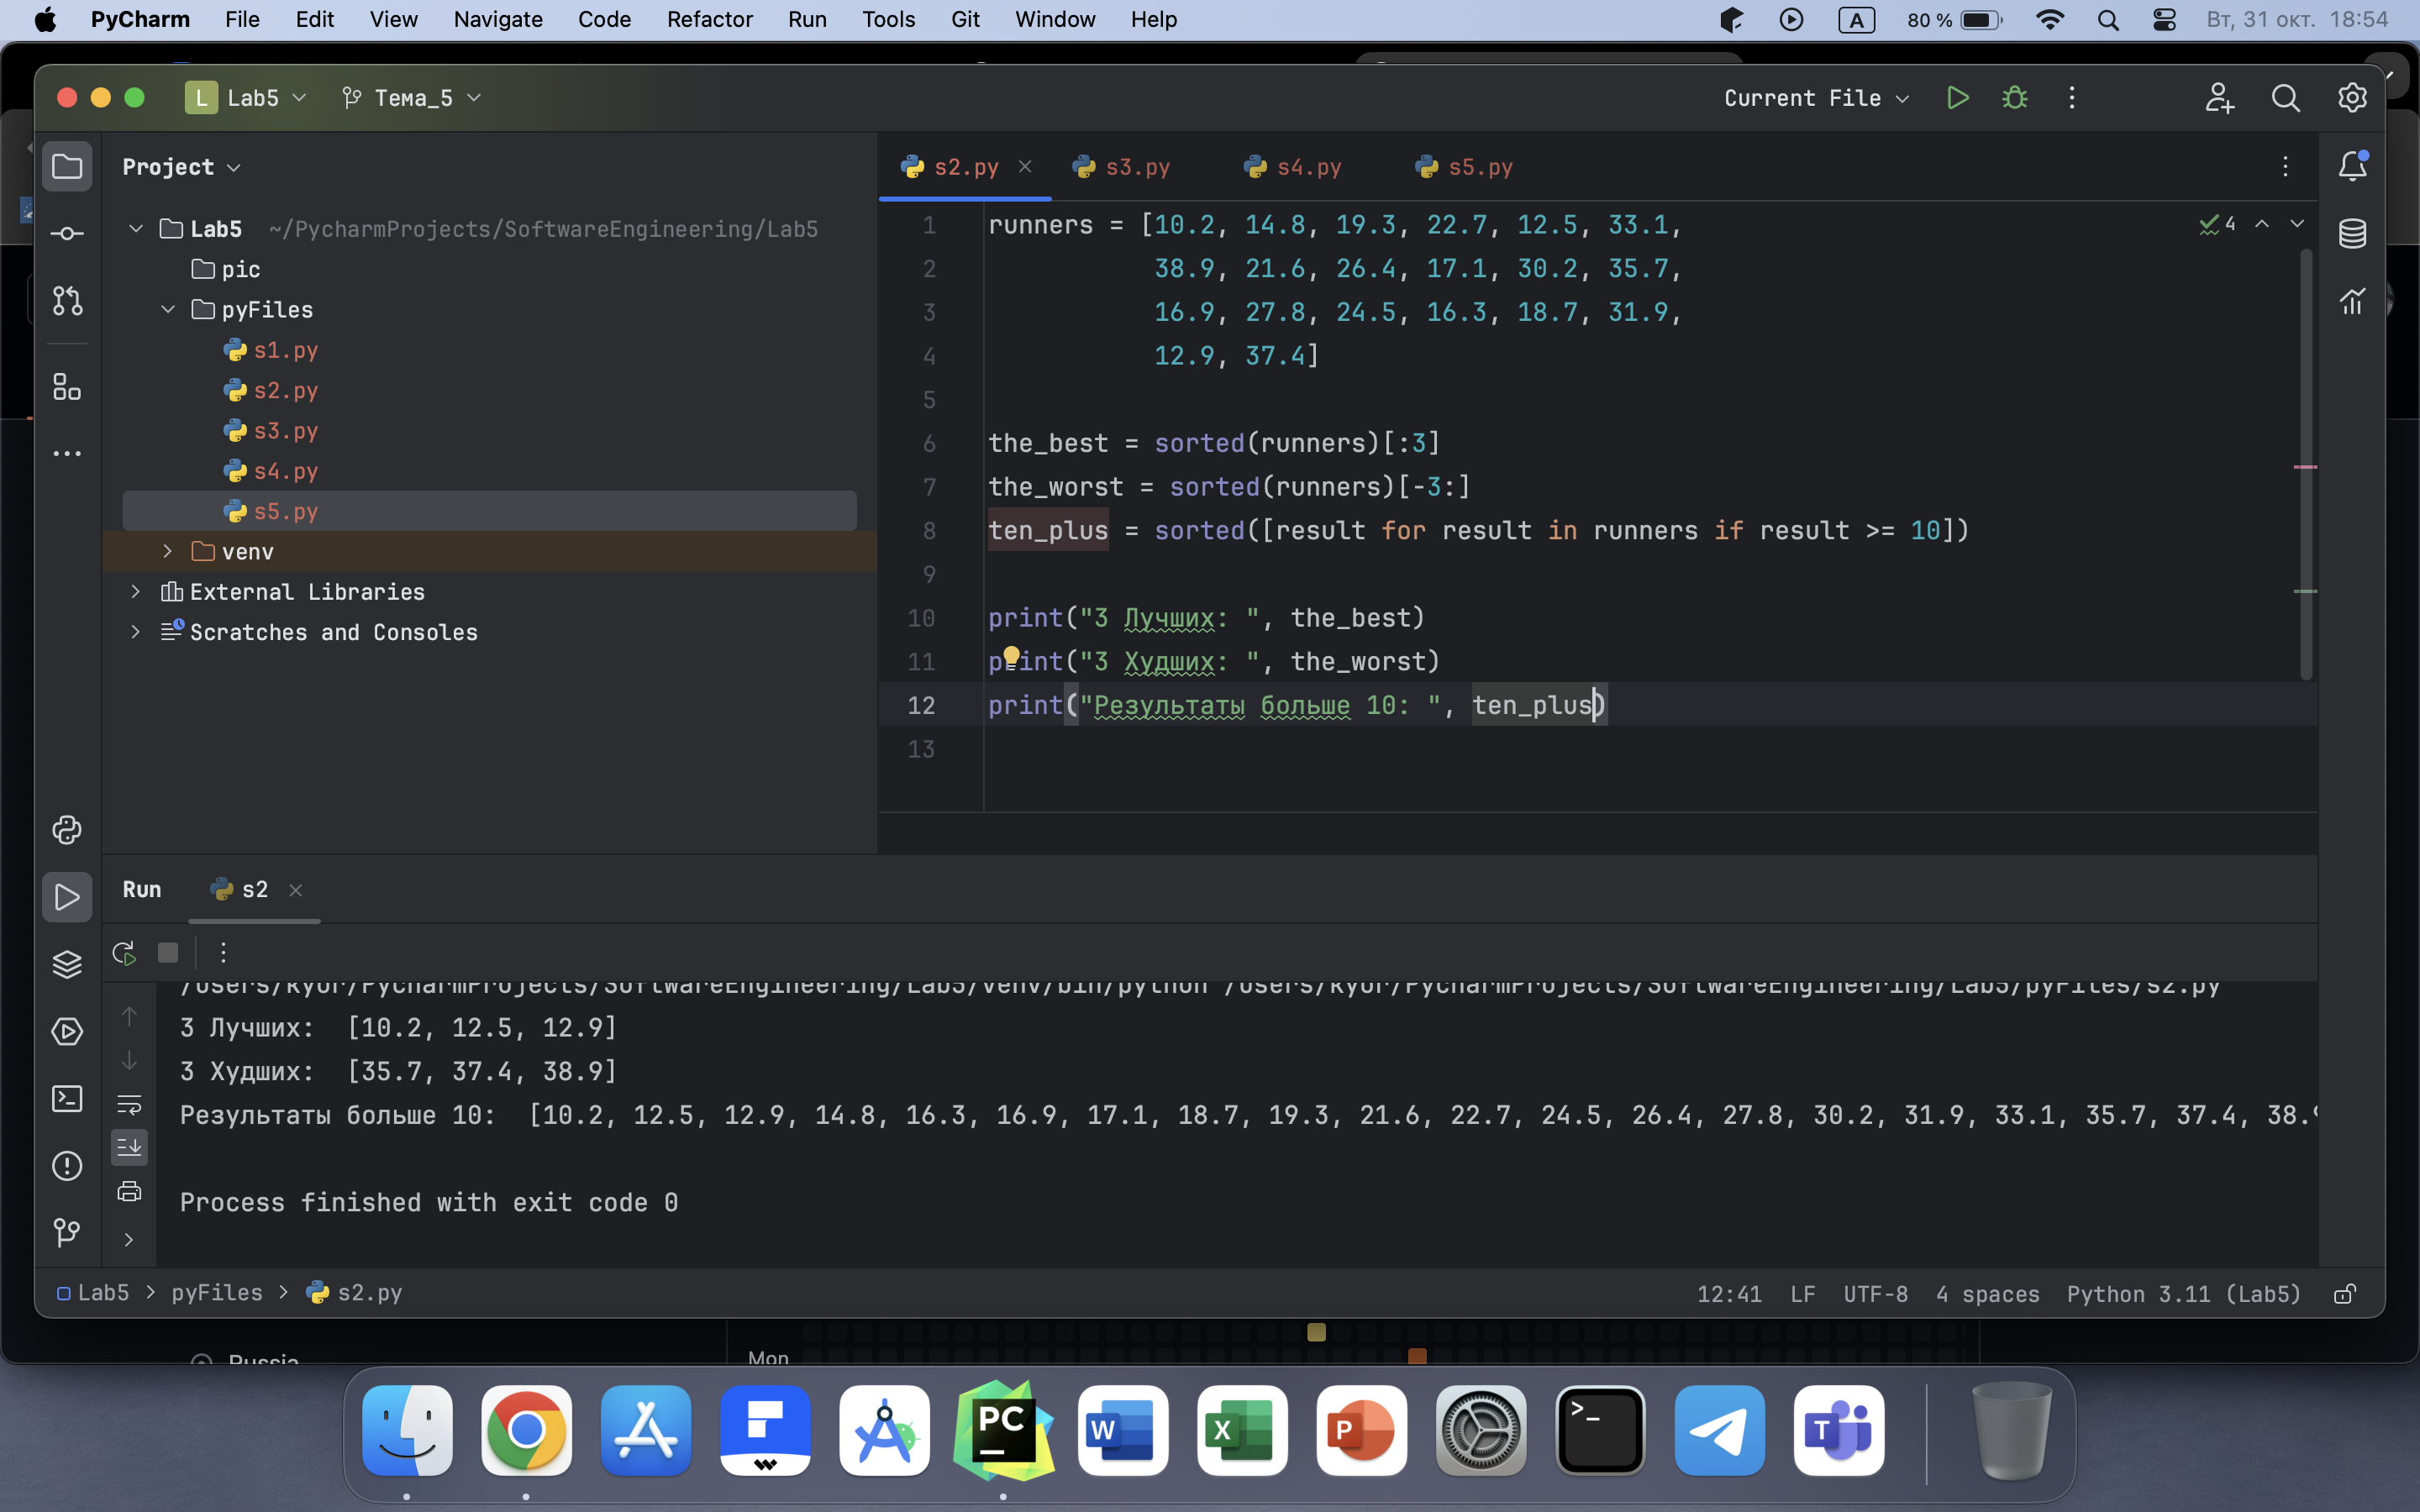 PyCharm File Edit View Navigate Code Refactor Run Tools Git Window Help A 80 % Вт, 31 окт. 18:54
L Lab5 Тема_5 Current File
Project
Lab5 ~/PycharmProjects/SoftwareEngineering/Lab5
pic
pyFiles
s1.py
s2.py
s3.py
s4.py
s5.py
venv
External Libraries
Scratches and Consoles
s2.py s3.py s4.py s5.py
4
1 runners = [10.2, 14.8, 19.3, 22.7, 12.5, 33.1,
2 38.9, 21.6, 26.4, 17.1, 30.2, 35.7,
3 16.9, 27.8, 24.5, 16.3, 18.7, 31.9,
4 12.9, 37.4]
5
6 the_best = sorted(runners)[:3]
7 the_worst = sorted(runners)[-3:]
8 ten_plus = sorted([result for result in runners if result >= 10])
9
10 print("3 Лучших: ", the_best)
11 print("3 Худших: ", the_worst)
12 print("Результаты больше 10: ", ten_plus)
13
Run s2
/Users/kyur/PycharmProjects/SoftwareEngineering/Lab5/venv/bin/python /Users/kyur/PycharmProjects/SoftwareEngineering/Lab5/pyFiles/s2.py
3 Лучших: [10.2, 12.5, 12.9]
3 Худших: [35.7, 37.4, 38.9]
Результаты больше 10: [10.2, 12.5, 12.9, 14.8, 16.3, 16.9, 17.1, 18.7, 19.3, 21.6, 22.7, 24.5, 26.4, 27.8, 30.2, 31.9, 33.1, 35.7, 37.4, 38.9
Process finished with exit code 0
Lab5 > pyFiles > s2.py 12:41 LF UTF-8 4 spaces Python 3.11 (Lab5)
Russia Mon
PC W X P >_ T